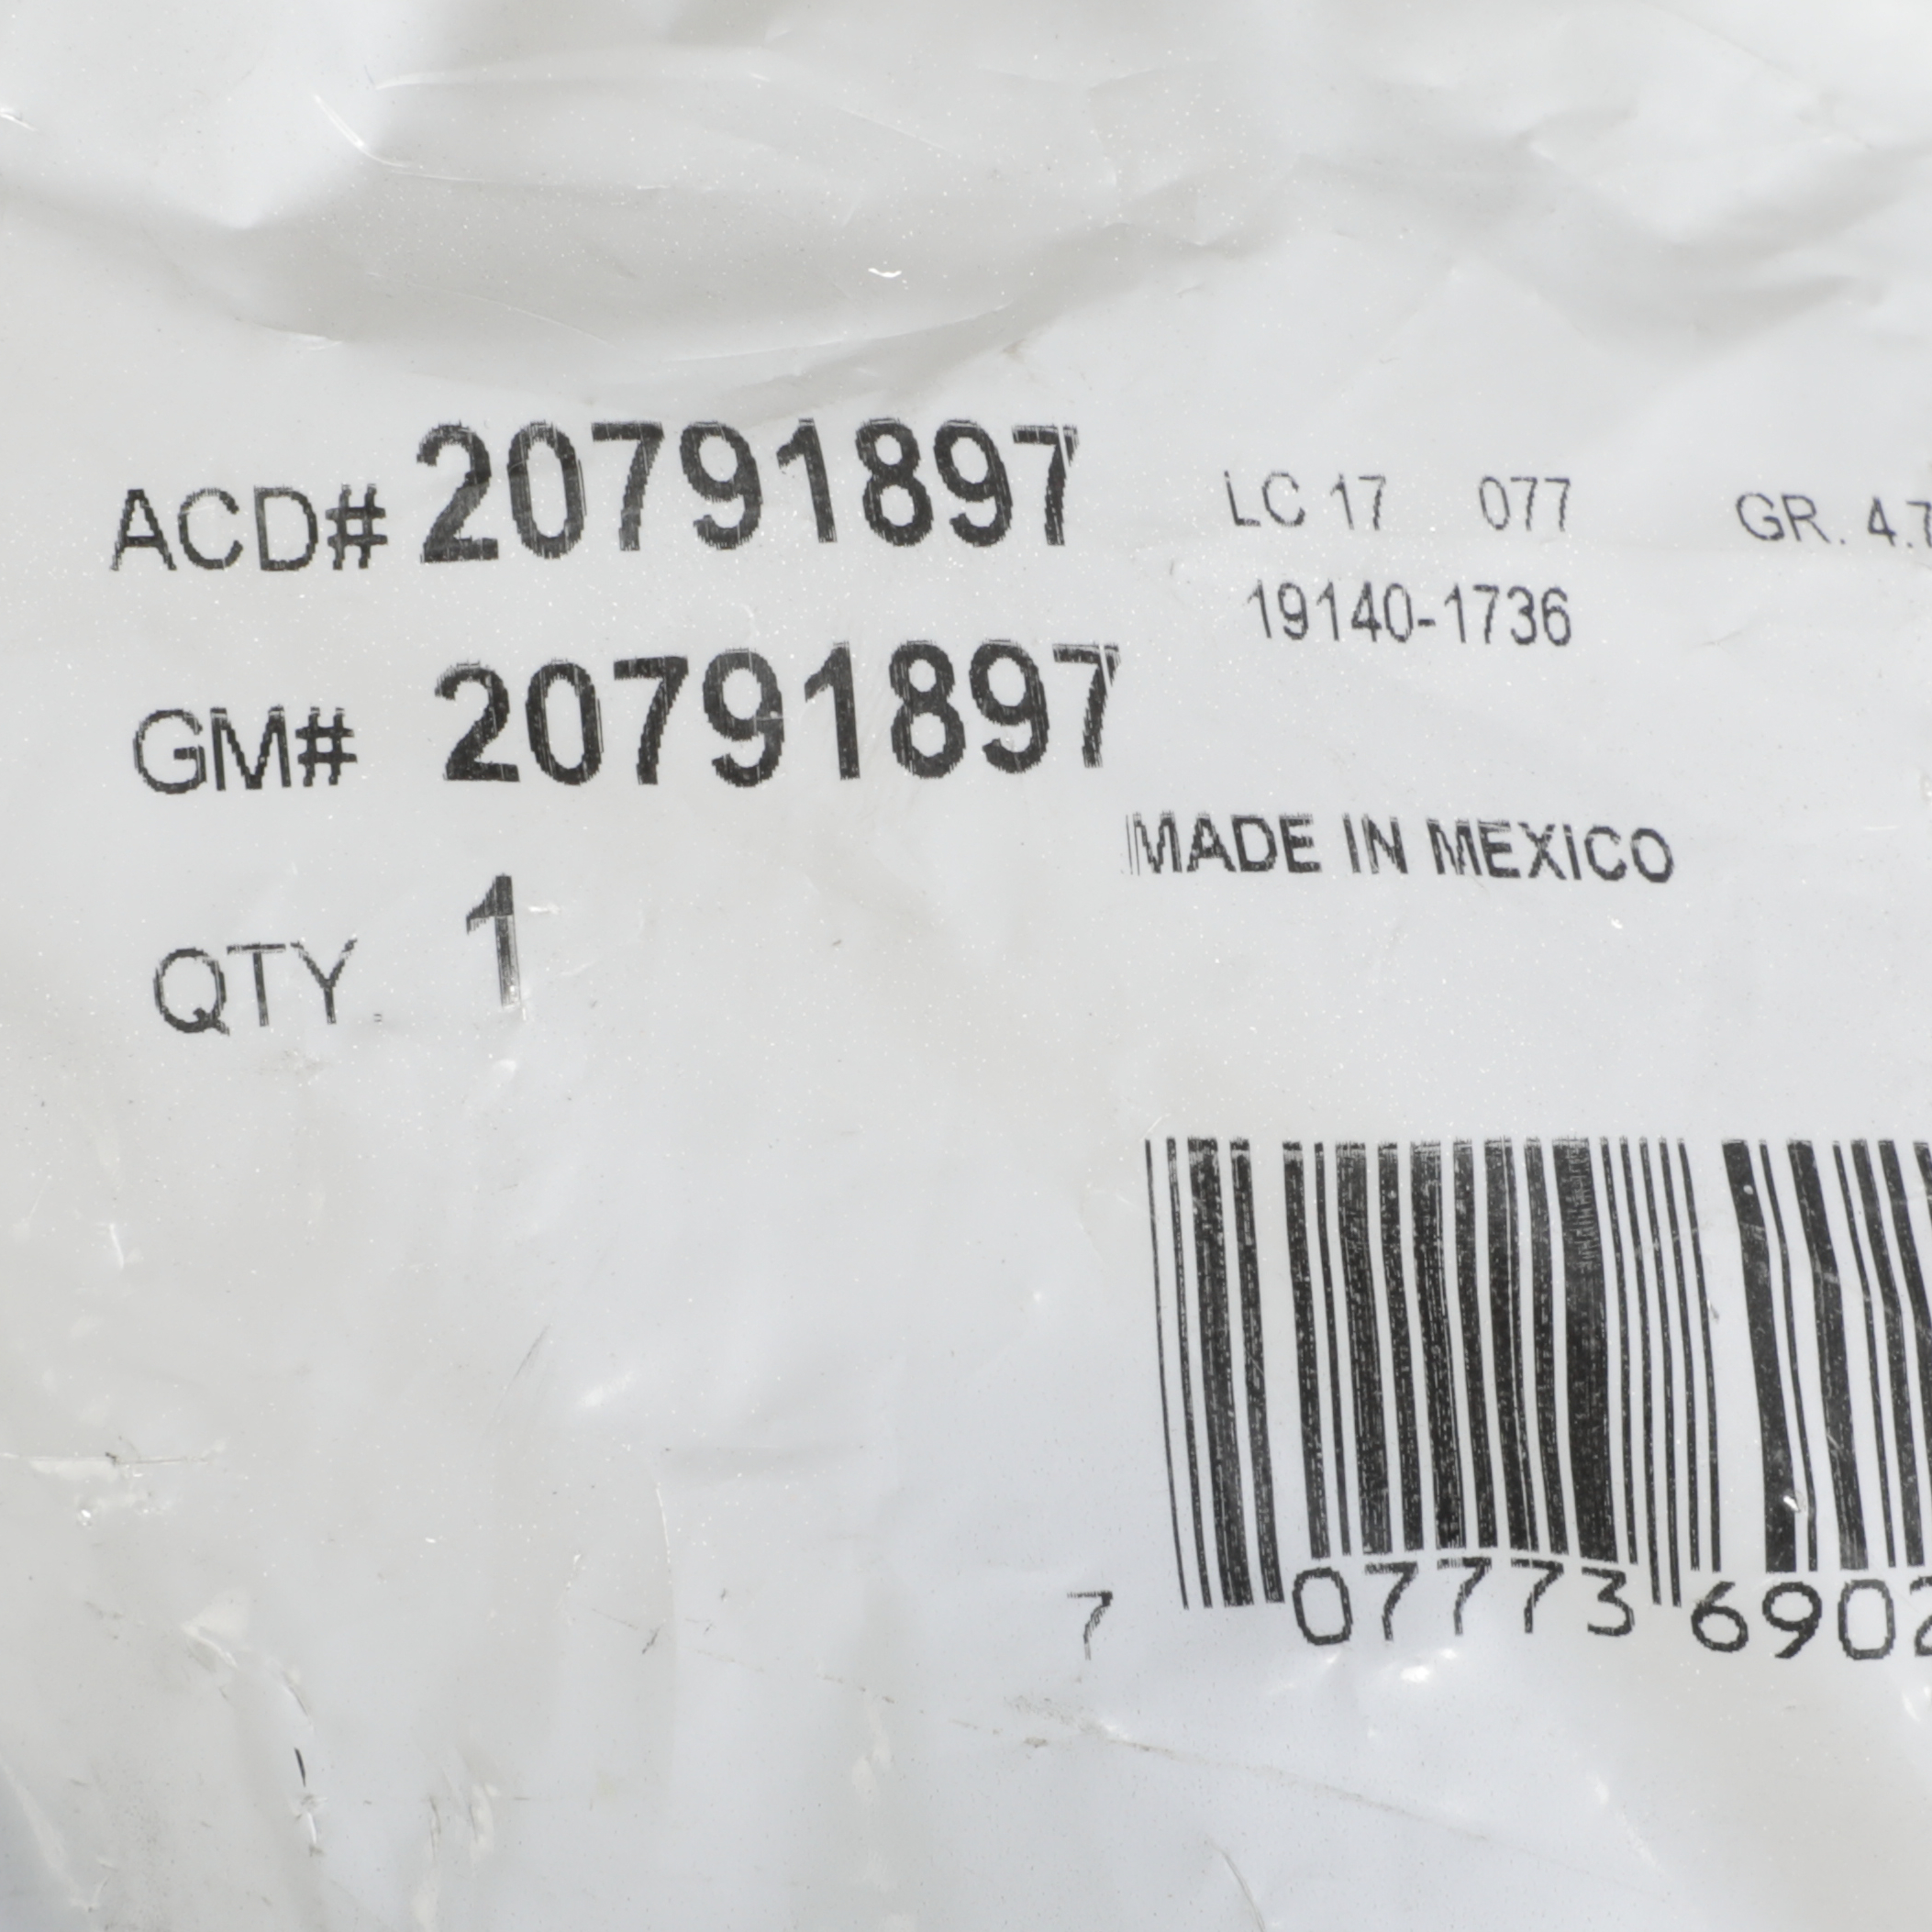 ACD# 20791897
LC 17 077
GR. 4.7
19140-1736
GM# 20791897
MADE IN MEXICO
QTY. 1
7 07773 6902